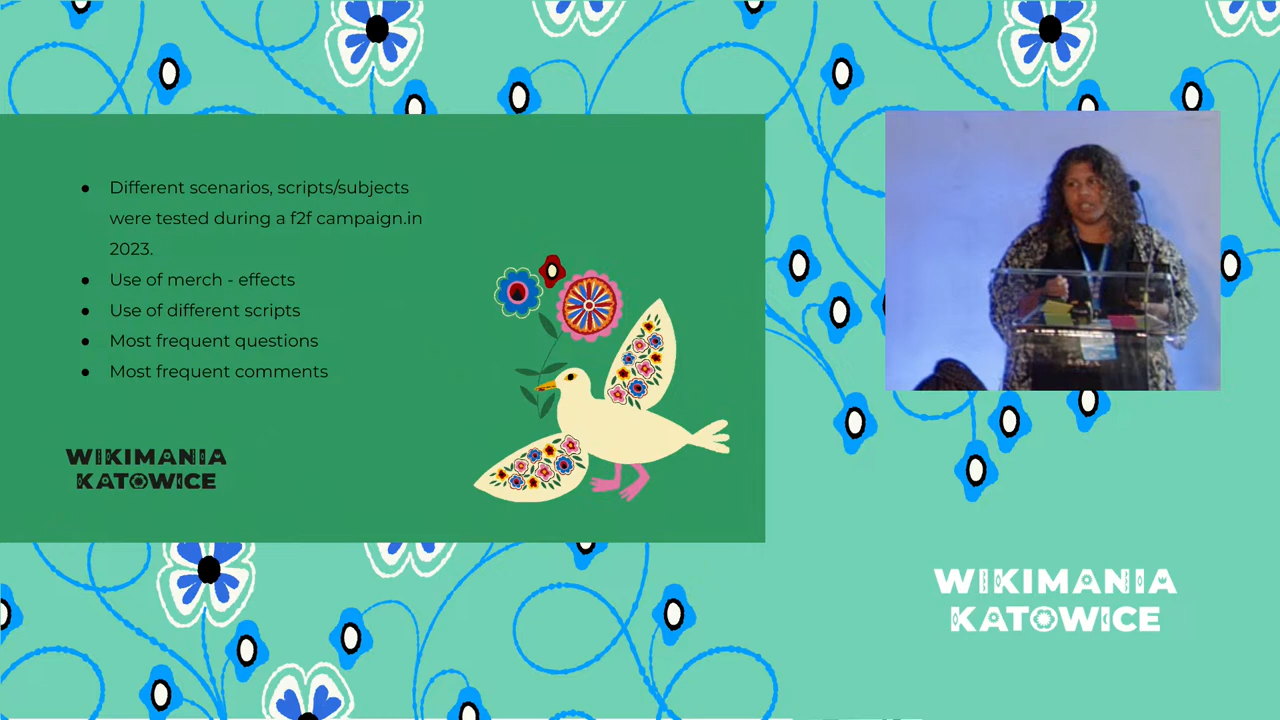 ● Different scenarios, scripts/subjects
were tested during a f2f campaign.in
2023.
● Use of merch - effects
● Use of different scripts
● Most frequent questions
● Most frequent comments
WIKIMANIA
KATOWICE
WIKIMANIA
KATOWICE